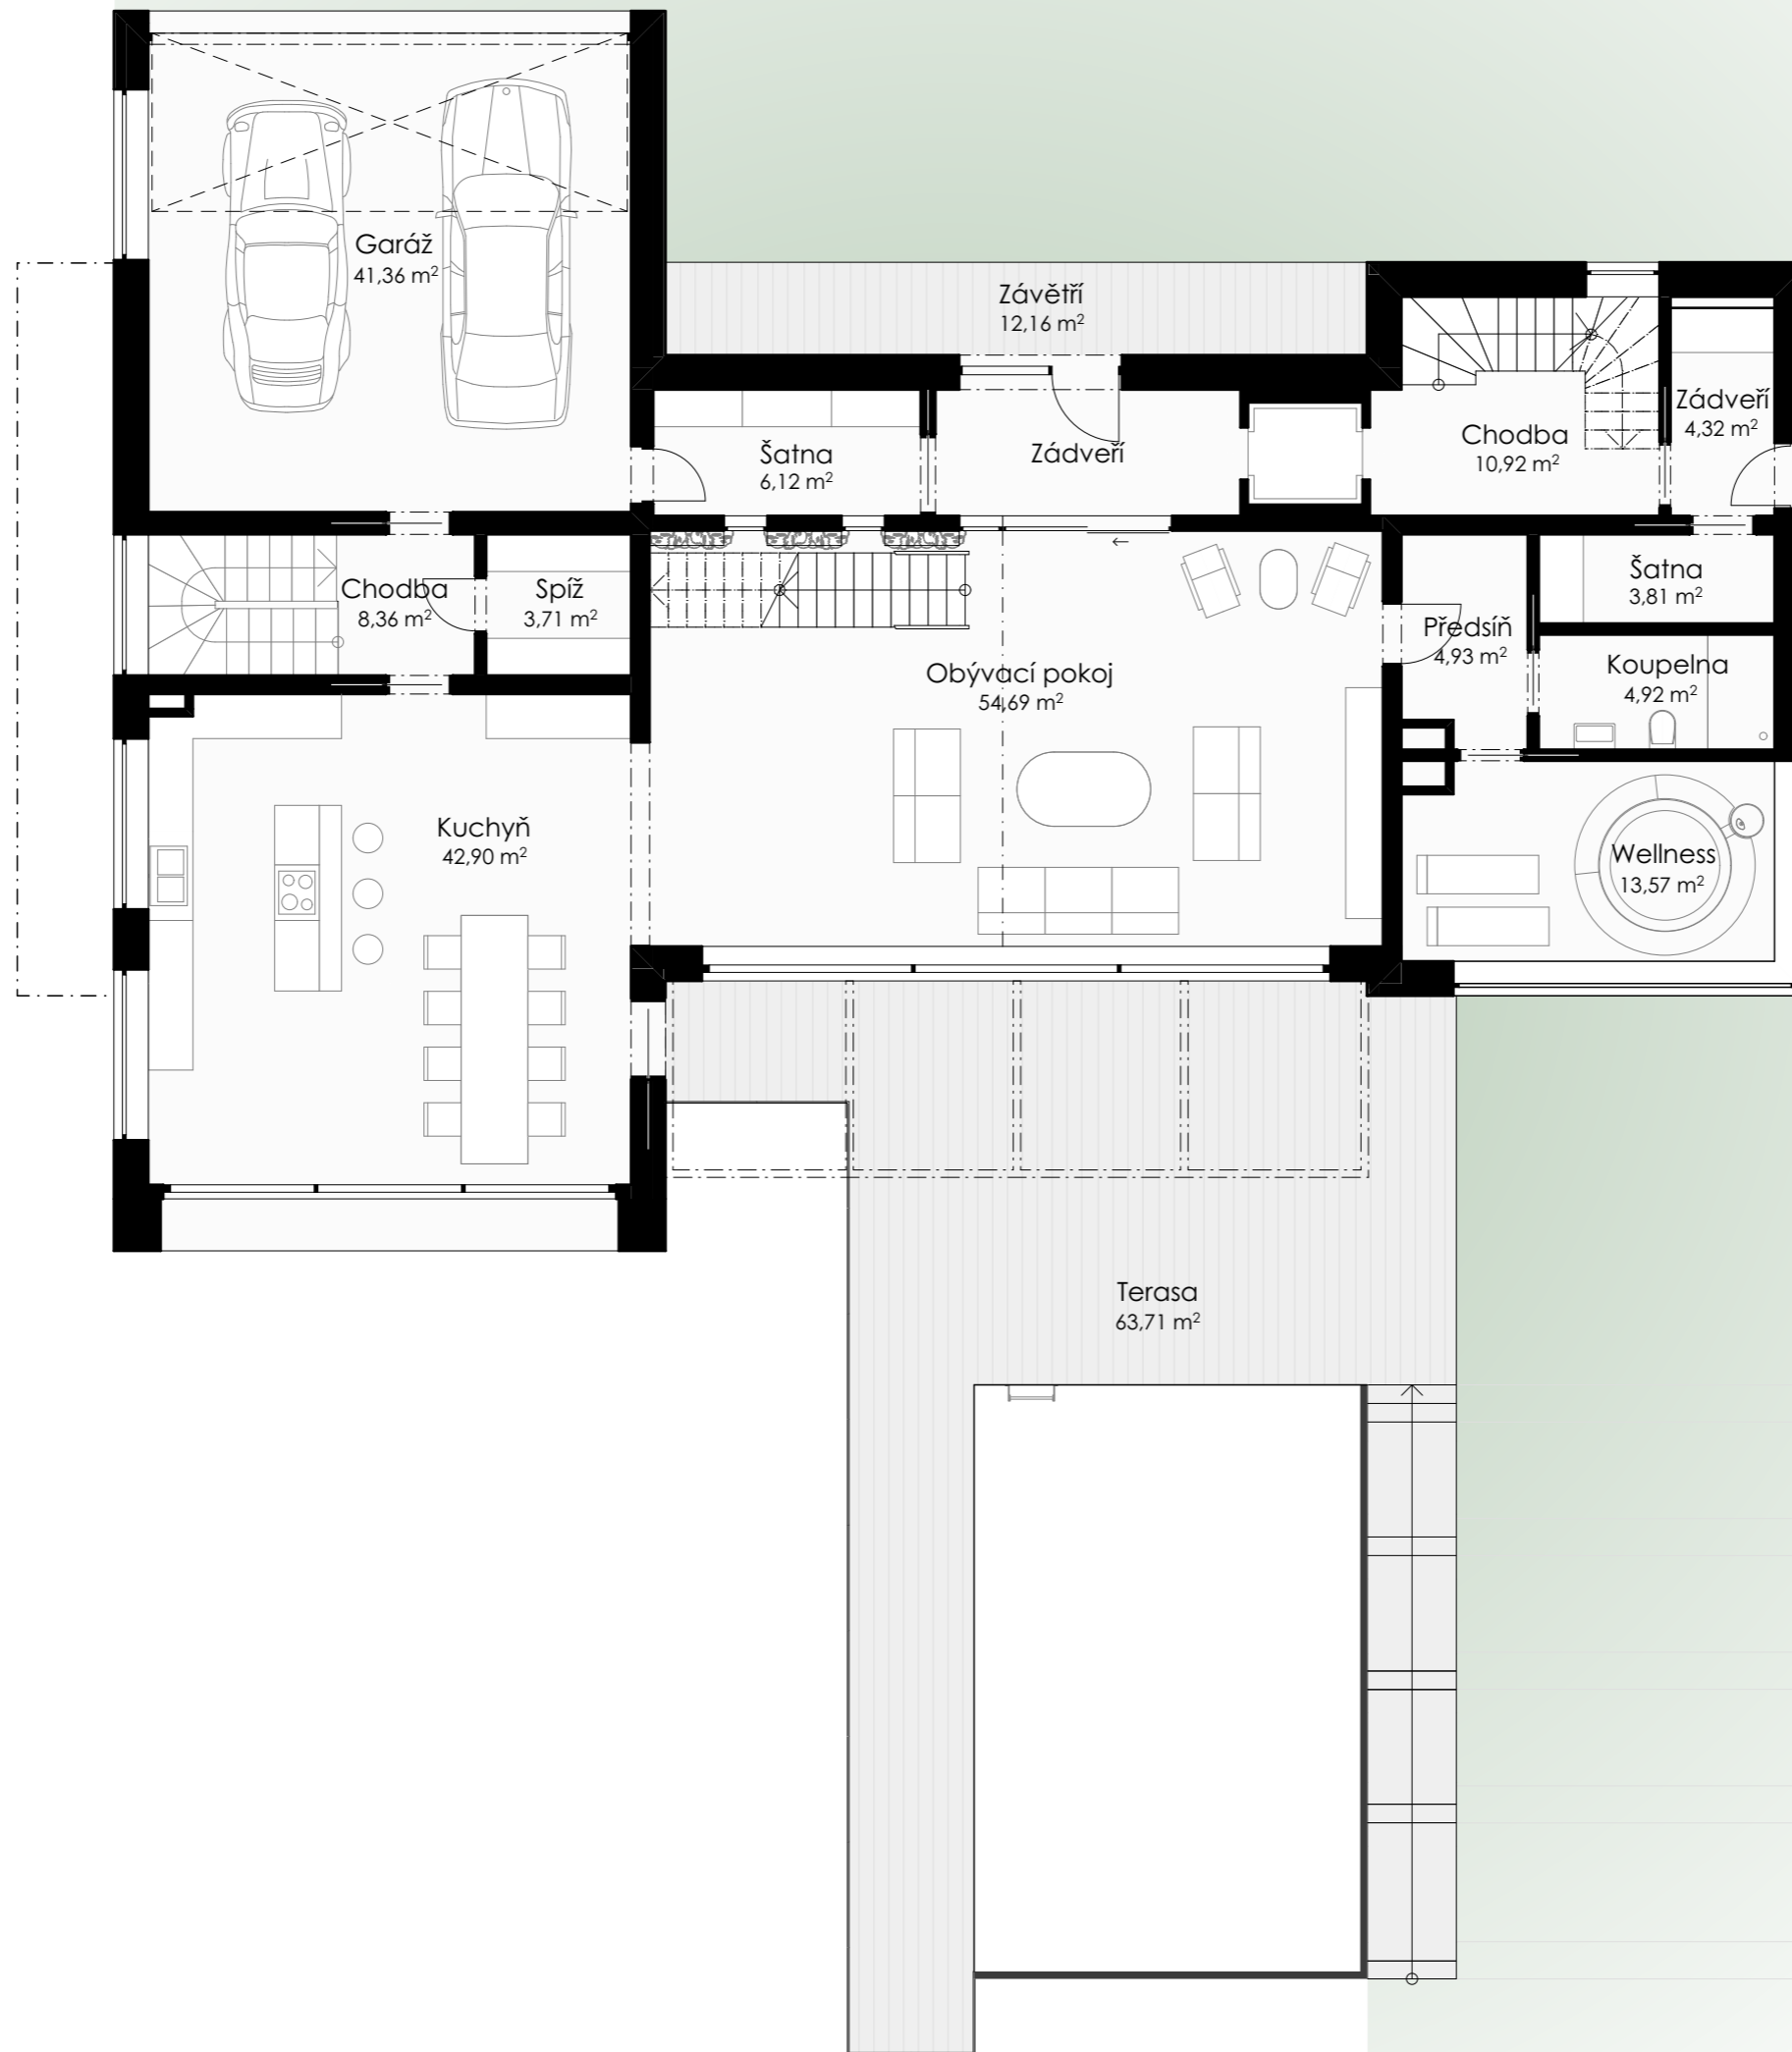 Garáž
41,36 m²
Závětří
12,16 m²
Zádveří
4,32 m²
Chodba
10,92 m²
Šatna
6,12 m²
Zádveří
Chodba
8,36 m²
Spíž
3,71 m²
Šatna
3,81 m²
Předsíň
4,93 m²
Obývací pokoj
54,69 m²
Koupelna
4,92 m²
Kuchyň
42,90 m²
Wellness
13,57 m²
Terasa
63,71 m²